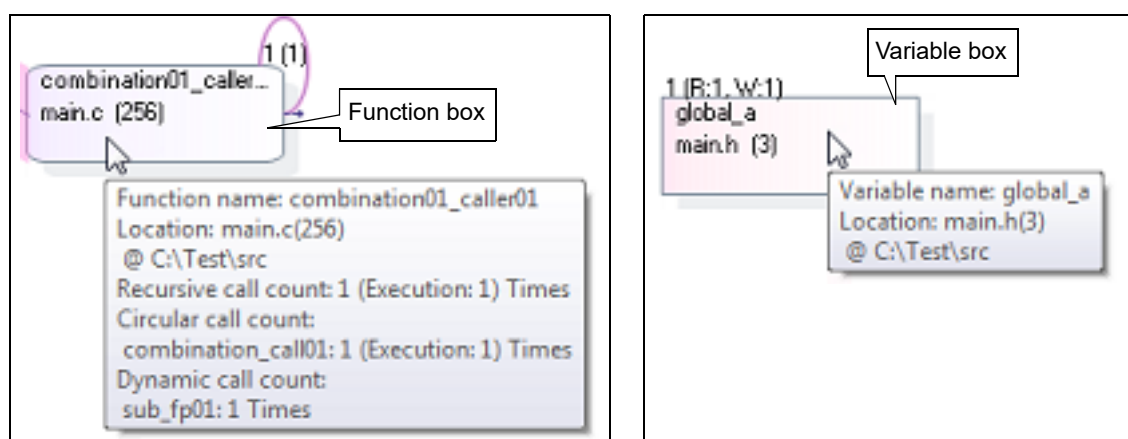 1 (1)
combination01_caller...
main.c (256)
Function box
Function name: combination01_caller01
Location: main.c(256)
@ C:\Test\src
Recursive call count: 1 (Execution: 1) Times
Circular call count:
combination_call01: 1 (Execution: 1) Times
Dynamic call count:
sub_fp01: 1 Times
Variable box
1 (R:1, W:1)
global_a
main.h (3)
Variable name: global_a
Location: main.h(3)
@ C:\Test\src